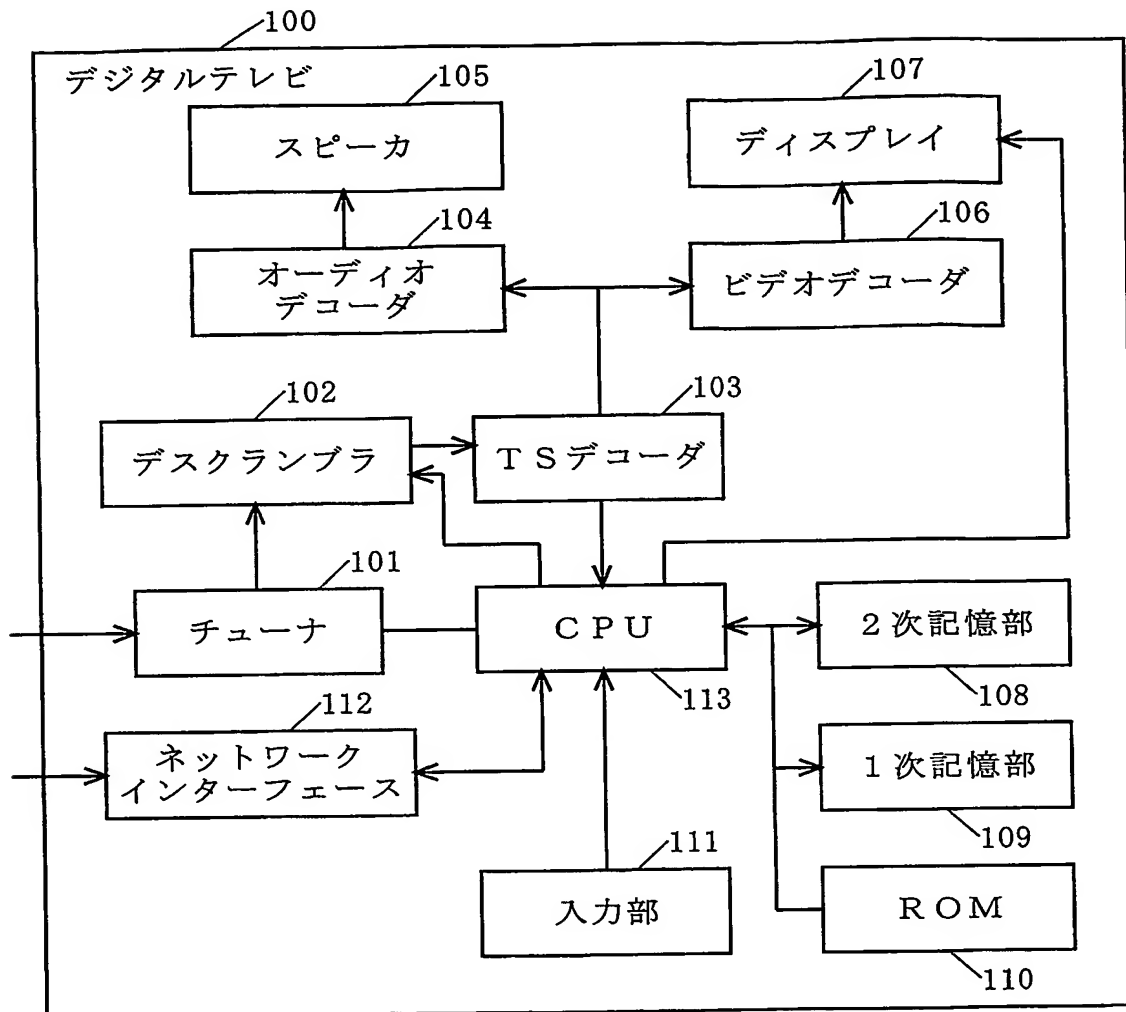 100
デジタルテレビ
105
スピーカ
107
ディスプレイ
104
オーディオ
デコーダ
106
ビデオデコーダ
102
デスクランブラ
103
ＴＳデコーダ
101
チューナ
ＣＰＵ
113
２次記憶部
108
112
ネットワーク
インターフェース
１次記憶部
109
111
入力部
ＲＯＭ
110